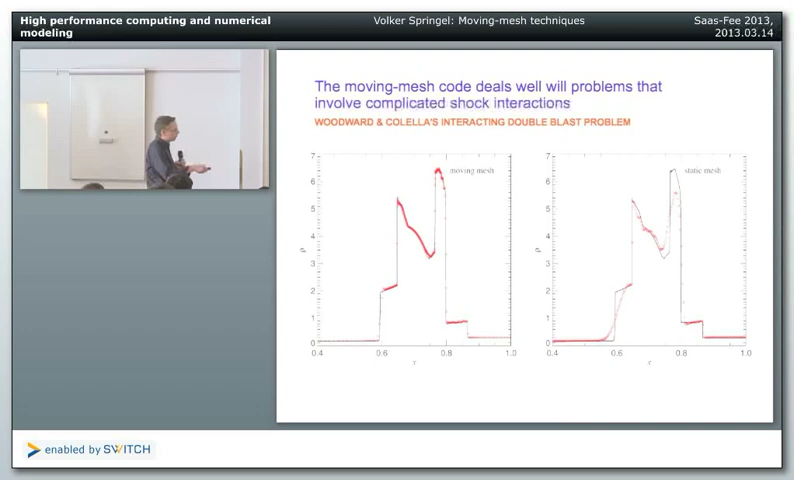 High performance computing and numerical
modeling
Volker Springel: Moving-mesh techniques
Saas-Fee 2013,
2013.03.14
The moving-mesh code deals well will problems that
involve complicated shock interactions
WOODWARD & COLELLA'S INTERACTING DOUBLE BLAST PROBLEM
7
6
5
4
3
2
1
0
ρ
moving mesh
0.4 0.6 0.8 1.0
7
6
5
4
3
2
1
0
ρ
static mesh
0.4 0.6 0.8 1.0
enabled by SWITCH